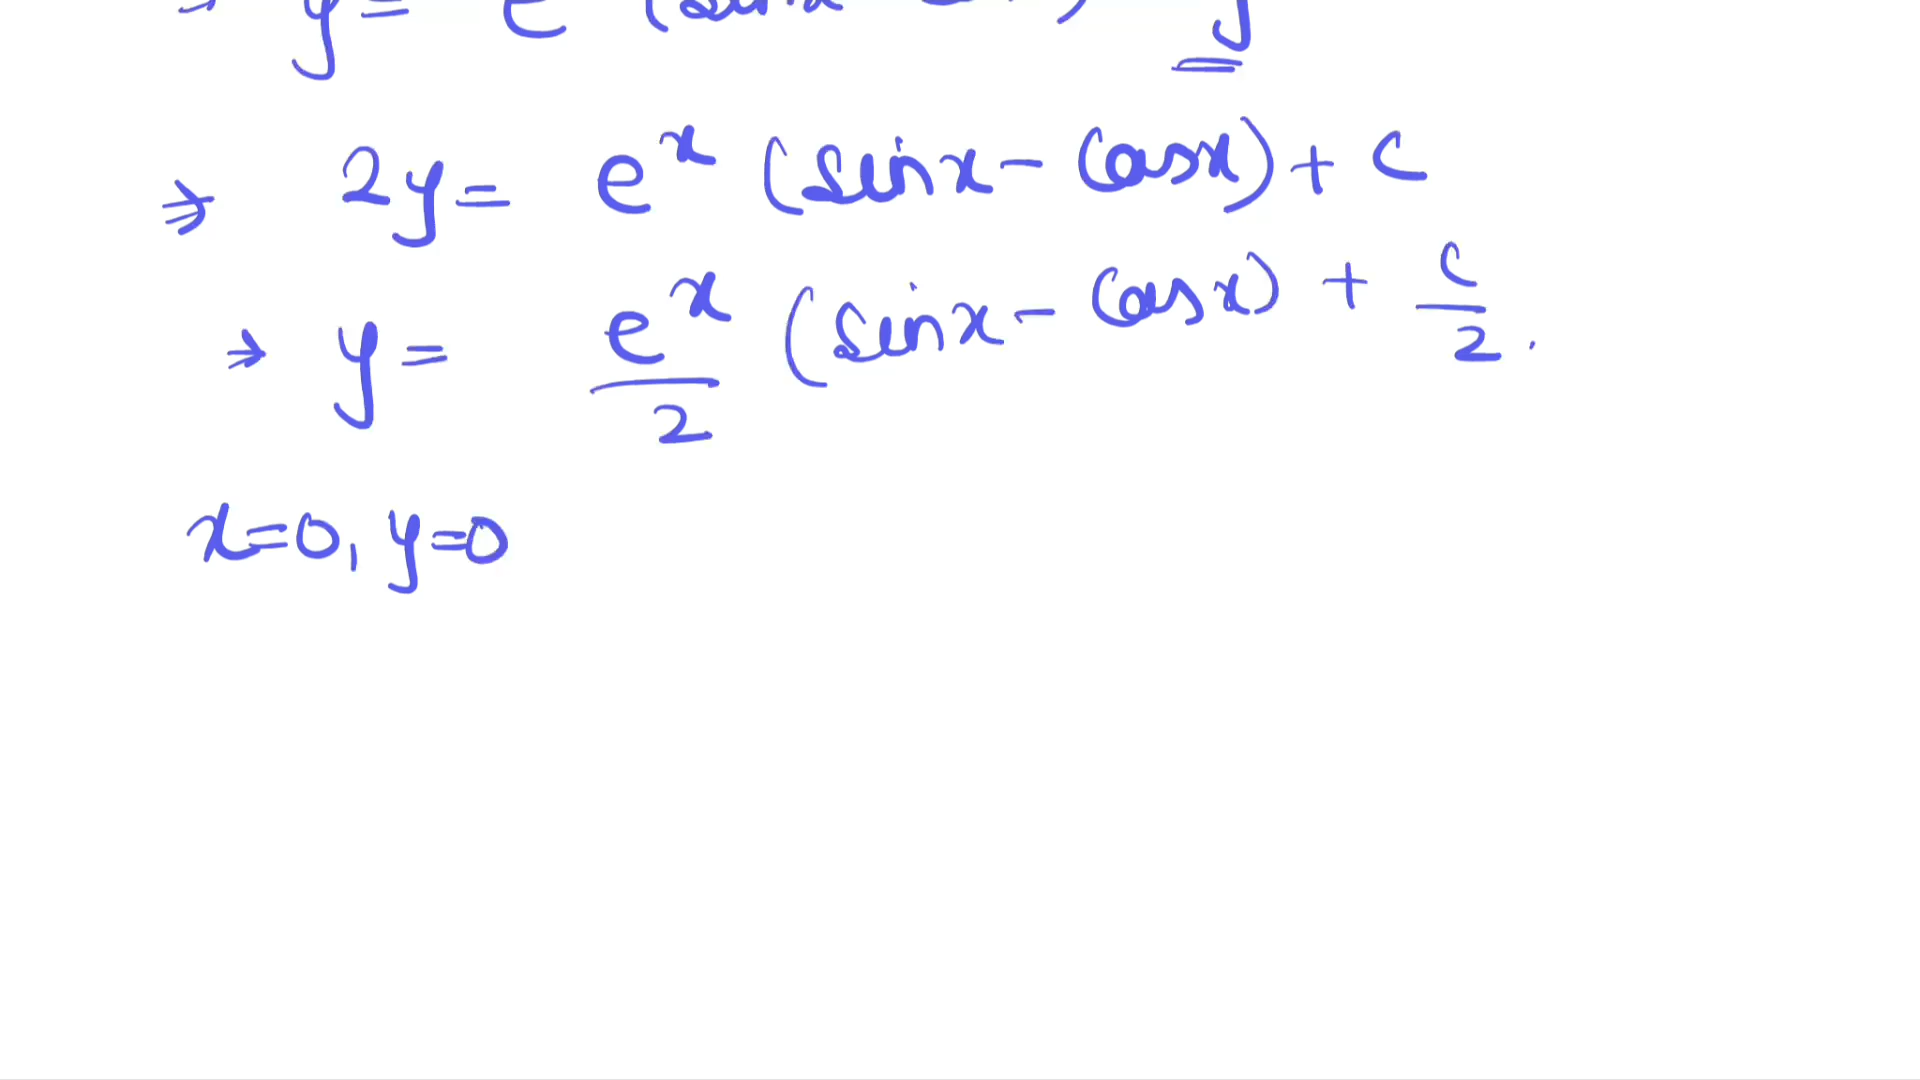 ⇒ 2y = e^x (sinx - cosx) + c
→ y = e^x/2 (sinx - cosx) + c/2.
x=0, y=0